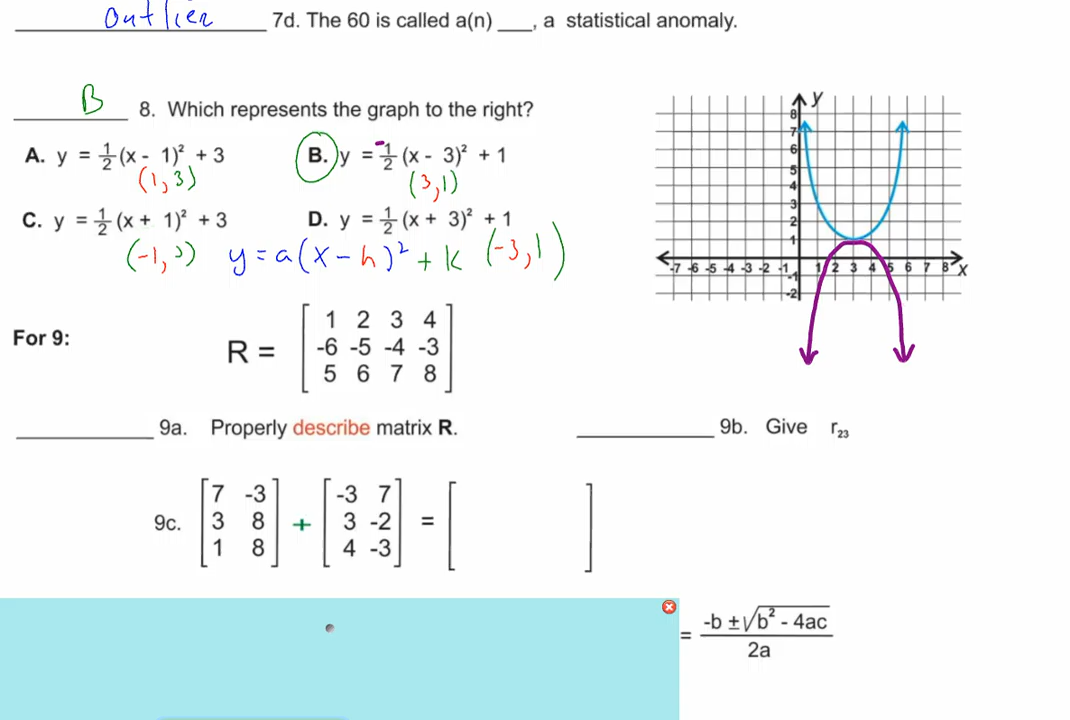 outlier 7d. The 60 is called a(n) ___, a statistical anomaly.
B 8. Which represents the graph to the right?
A. y = 1/2 (x - 1)² + 3 B. y = -1/2 (x - 3)² + 1
(1, 3) (3, 1)
C. y = 1/2 (x + 1)² + 3 D. y = 1/2 (x + 3)² + 1
(-1, 3) y = a(x - h)² + k (-3, 1)
y
8
7
6
5
4
3
2
1
-7 -6 -5 -4 -3 -2 -1 1 2 3 4 5 6 7 8 x
-1
-2
For 9:
R =
1 2 3 4
-6 -5 -4 -3
5 6 7 8
9a. Properly describe matrix R. 9b. Give r₂₃
9c.
7 -3
3 8
1 8
+
-3 7
3 -2
4 -3
=
= -b ±√b² - 4ac
2a